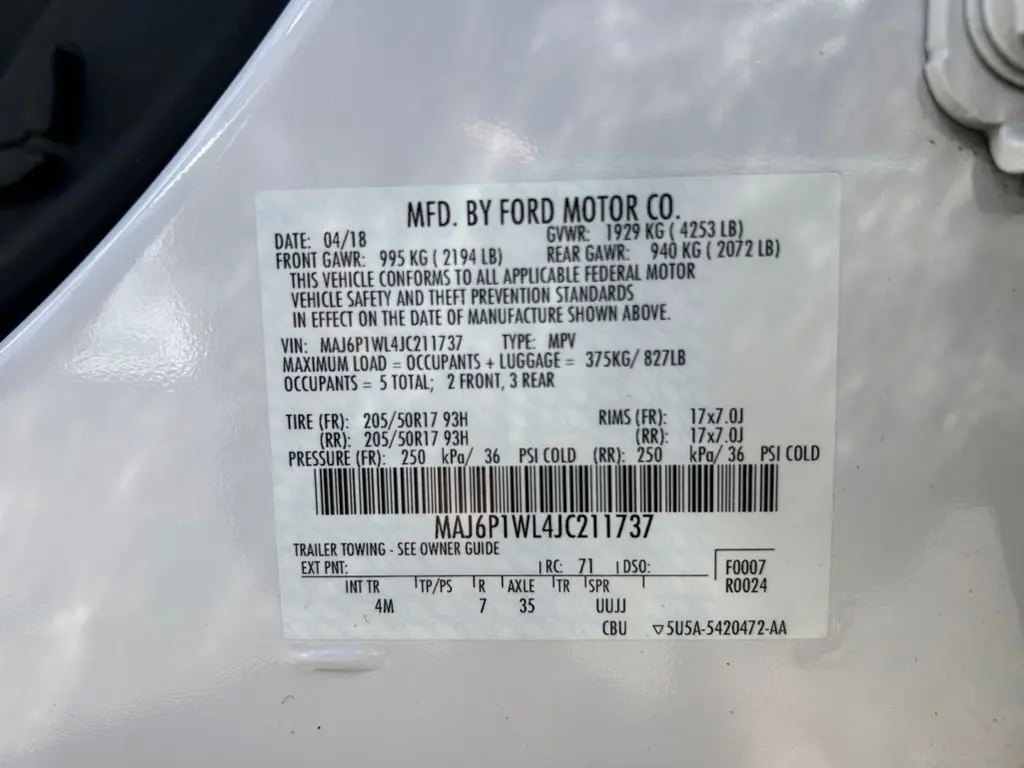 MFD. BY FORD MOTOR CO.
DATE: 04/18 GVWR: 1929 KG ( 4253 LB)
FRONT GAWR: 995 KG ( 2194 LB) REAR GAWR: 940 KG ( 2072 LB)
THIS VEHICLE CONFORMS TO ALL APPLICABLE FEDERAL MOTOR
VEHICLE SAFETY AND THEFT PREVENTION STANDARDS
IN EFFECT ON THE DATE OF MANUFACTURE SHOWN ABOVE.
VIN: MAJ6P1WL4JC211737 TYPE: MPV
MAXIMUM LOAD = OCCUPANTS + LUGGAGE = 375KG/ 827LB
OCCUPANTS = 5 TOTAL; 2 FRONT, 3 REAR
TIRE (FR): 205/50R17 93H RIMS (FR): 17x7.0J
(RR): 205/50R17 93H (RR): 17x7.0J
PRESSURE (FR): 250 kPa/ 36 PSI COLD (RR): 250 kPa/ 36 PSI COLD
MAJ6P1WL4JC211737
TRAILER TOWING - SEE OWNER GUIDE
EXT PNT: RC: 71 DSO: F0007
INT TR TP/PS R AXLE TR SPR R0024
4M 7 35 UUJJ
CBU ▽5U5A-5420472-AA